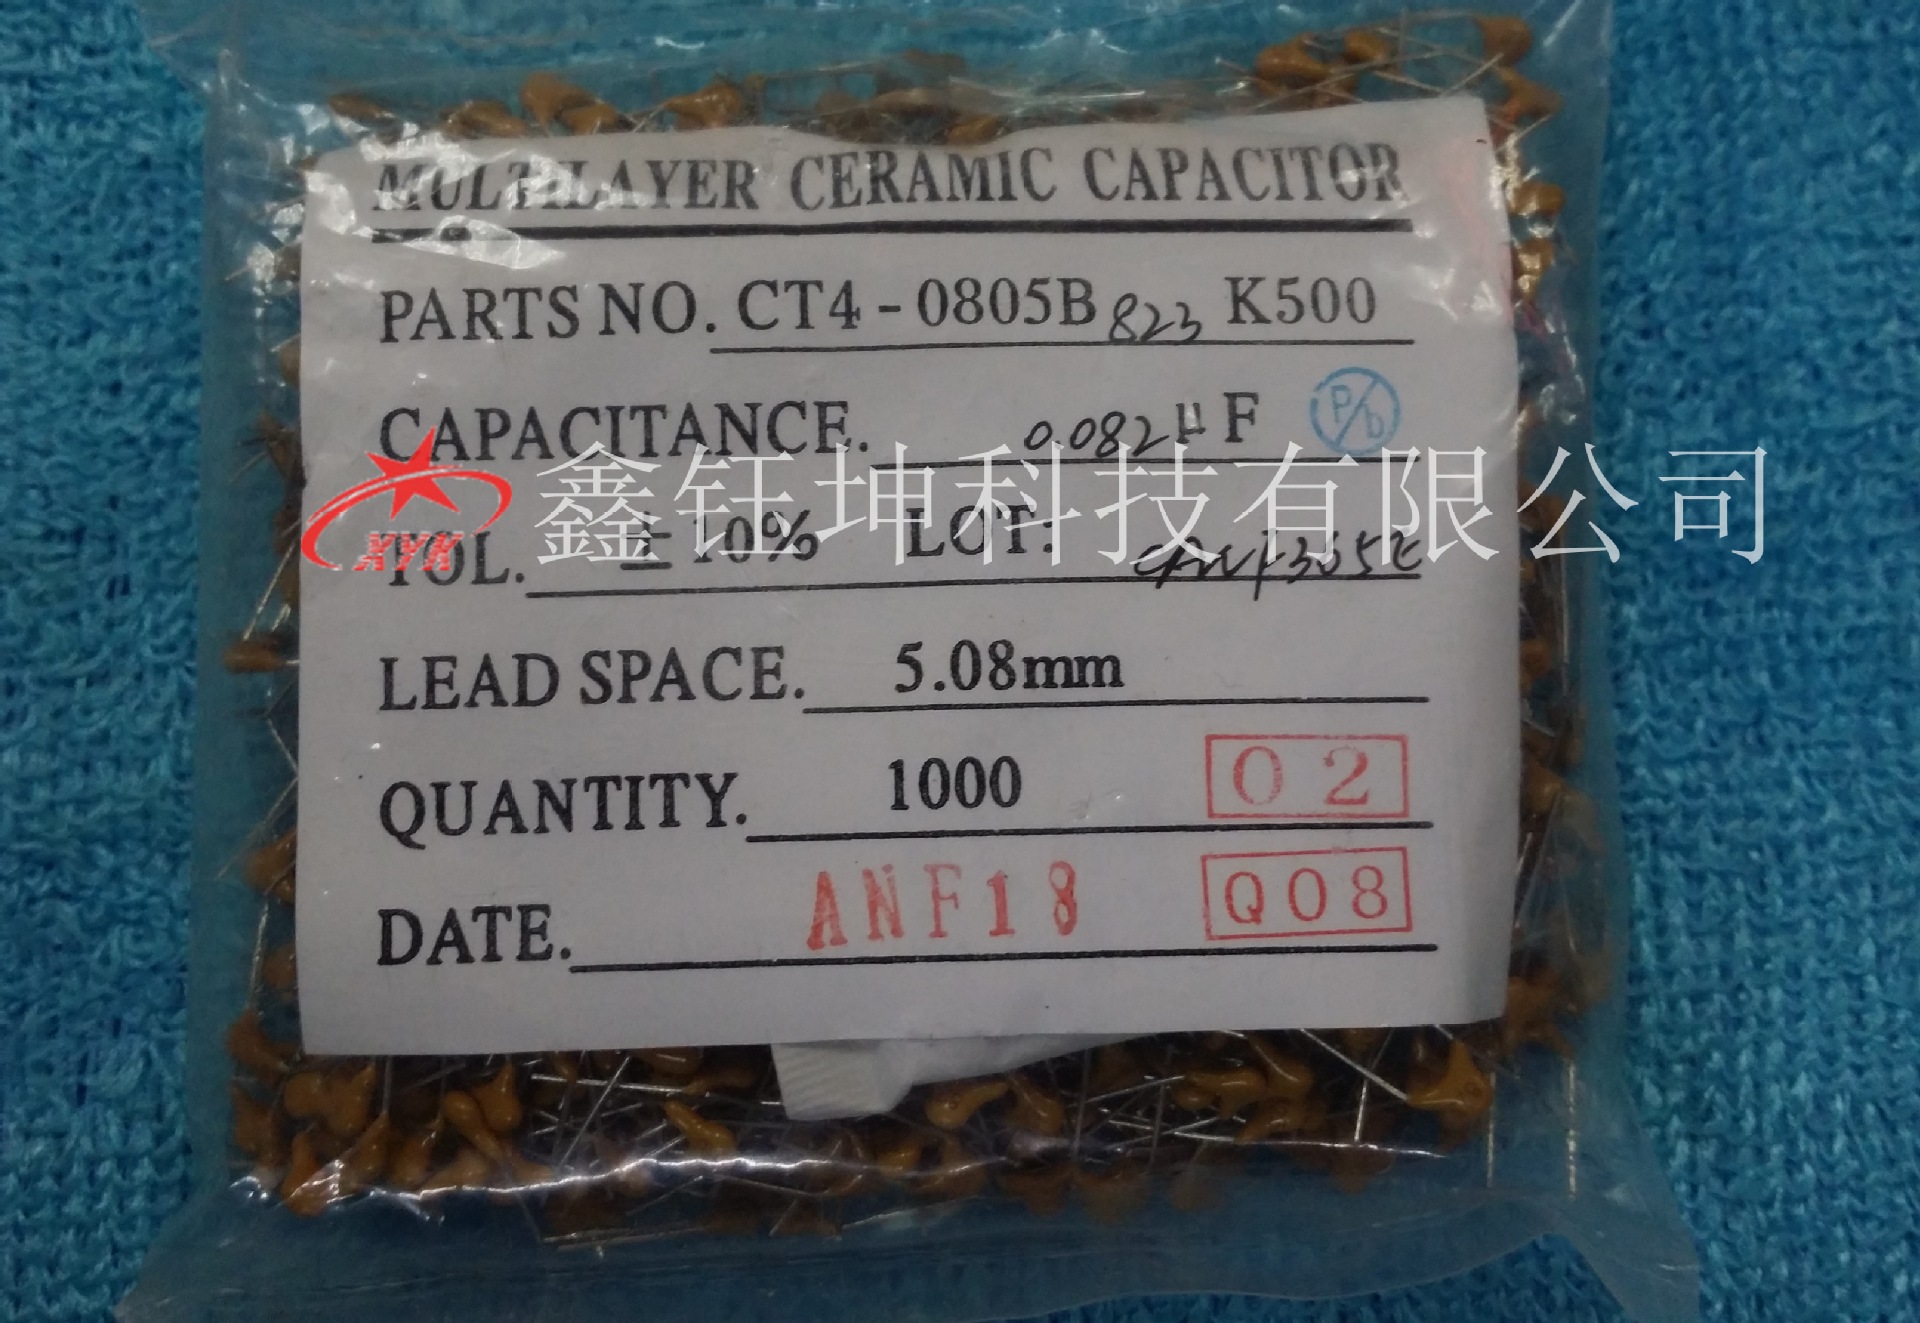 MULTILAYER CERAMIC CAPACITOR
PARTS NO. CT4-0805B 823 K500
CAPACITANCE. 0.082 μF Pb
鑫钰坤科技有限公司
XYK
TOL. ±10% LOT:
LEAD SPACE. 5.08mm
QUANTITY. 1000 02
DATE. ANF18 Q08